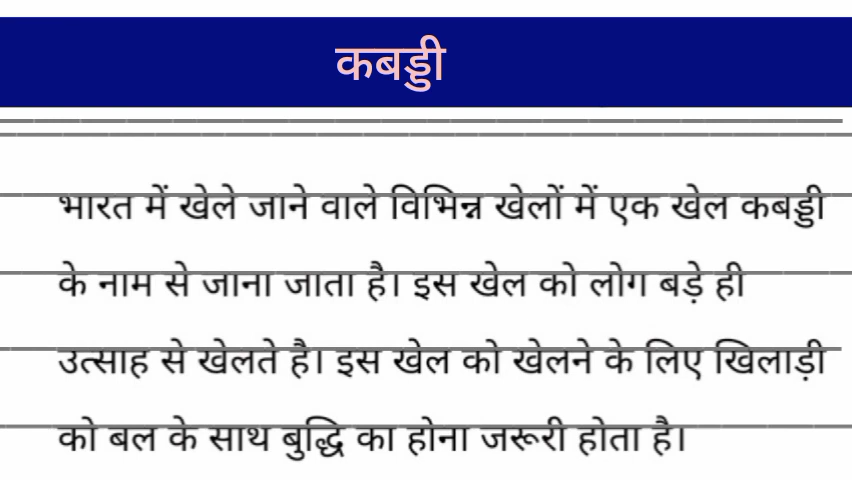 कबड्डी
भारत में खेले जाने वाले विभिन्न खेलों में एक खेल कबड्डी
के नाम से जाना जाता है। इस खेल को लोग बड़े ही
उत्साह से खेलते है। इस खेल को खेलने के लिए खिलाड़ी
को बल के साथ बुद्धि का होना जरूरी होता है।